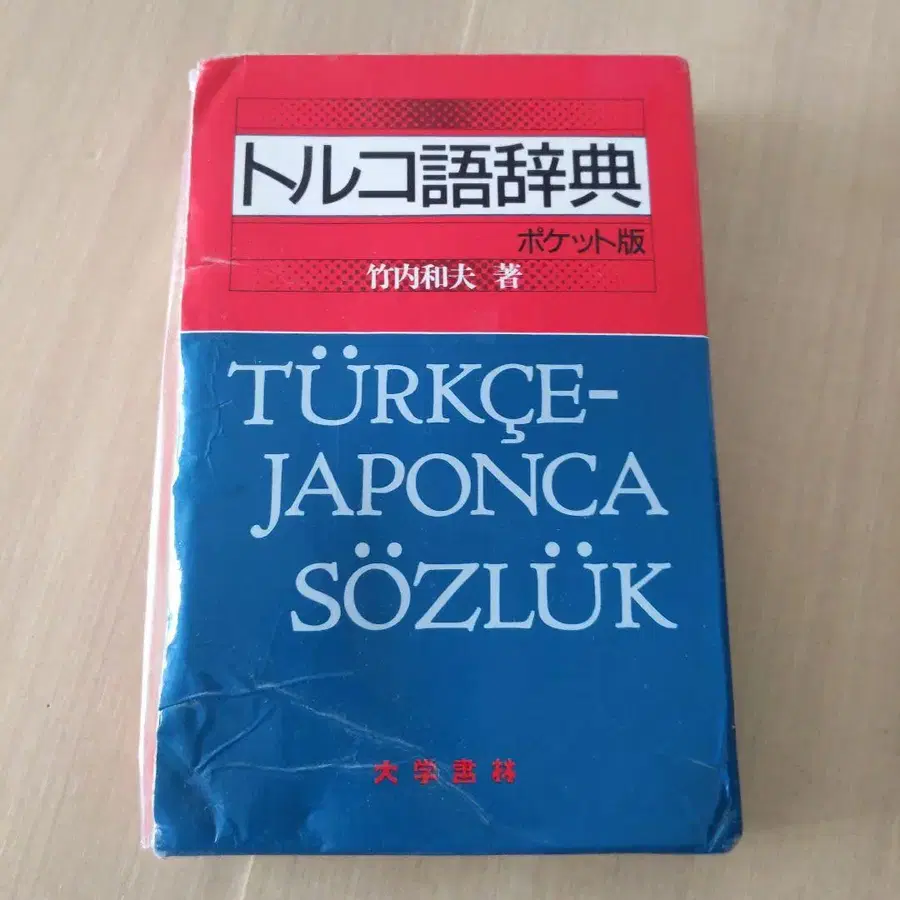 トルコ語辞典
ポケット版
竹内和夫 著
TÜRKÇE-
JAPONCA
SÖZLÜK
大学書林